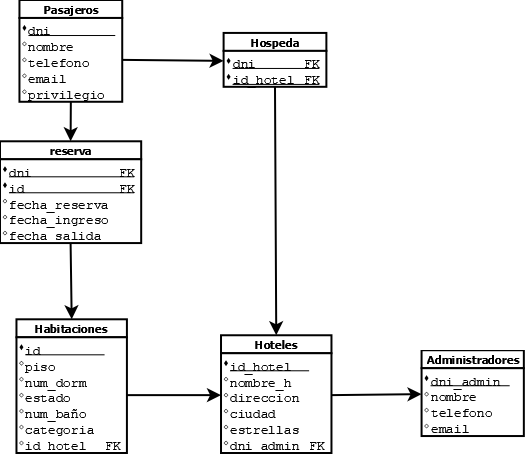 Pasajeros
dni
nombre
telefono
email
privilegio
Hospeda
dni FK
id_hotel FK
reserva
dni FK
id FK
fecha_reserva
fecha_ingreso
fecha_salida
Habitaciones
id
piso
num_dorm
estado
num_baño
categoria
id_hotel FK
Hoteles
id_hotel
nombre_h
direccion
ciudad
estrellas
dni_admin FK
Administradores
dni_admin
nombre
telefono
email